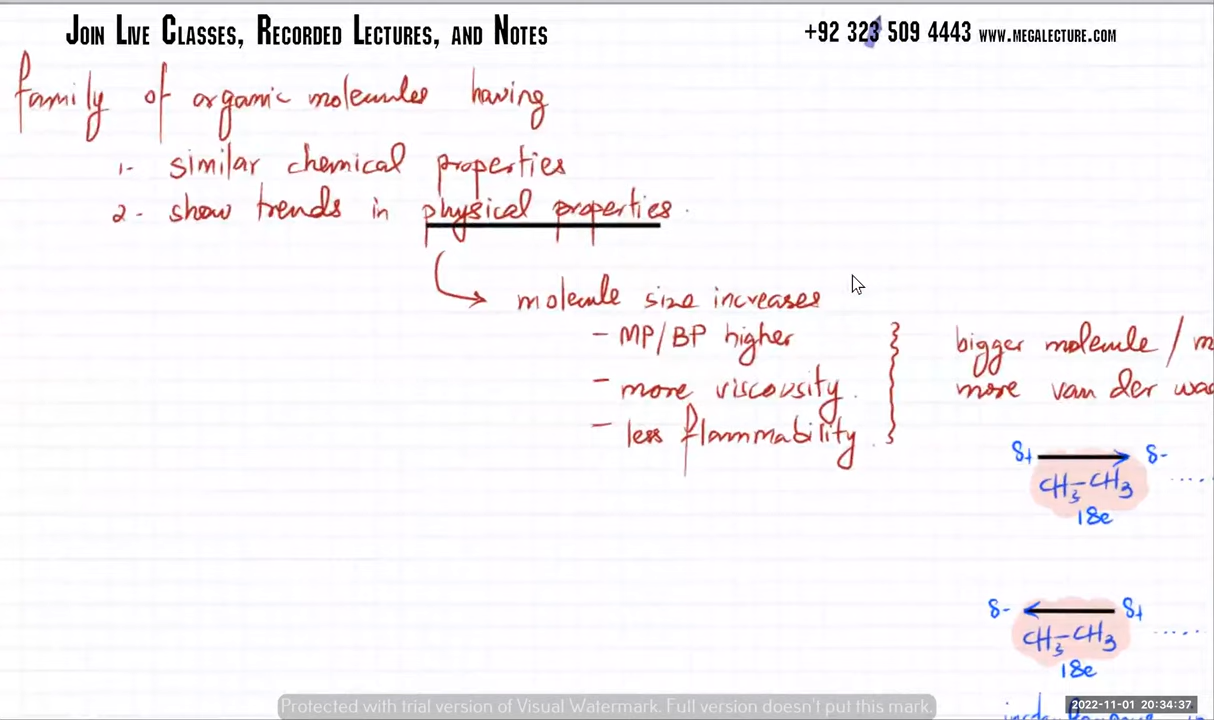 JOIN LIVE CLASSES, RECORDED LECTURES, AND NOTES
+92 323 509 4443 WWW.MEGALECTURE.COM
family of organic molecules having
1- similar chemical properties
2- show trends in physical properties.
molecule size increases
- MP/BP higher
- more viscousity.
- less flammability.
bigger molecule /
more van der
δ+ δ-
CH3-CH3
18e
δ- δ+
CH3-CH3
18e
Protected with trial version of Visual Watermark. Full version doesn't put this mark.
2022-11-01 20:34:37